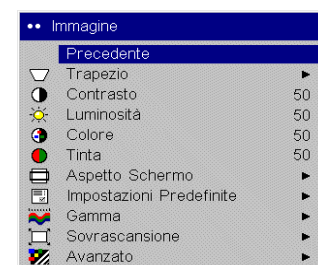 •• Immagine
Precedente
Trapezio ►
Contrasto 50
Luminosità 50
Colore 50
Tinta 50
Aspetto Schermo ►
Impostazioni Predefinite ►
Gamma ►
Sovrascansione ►
Avanzato ►